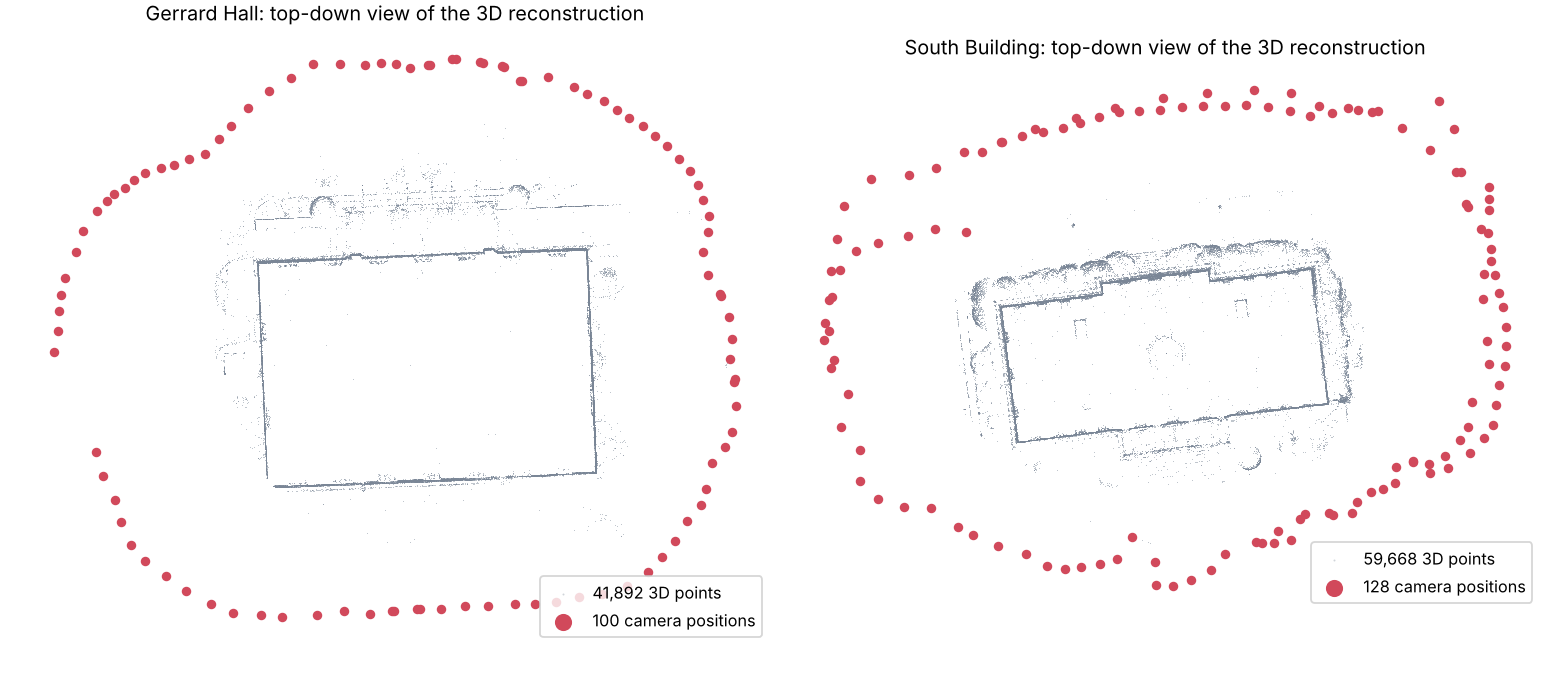 Gerrard Hall: top-down view of the 3D reconstruction
41,892 3D points
100 camera positions
South Building: top-down view of the 3D reconstruction
59,668 3D points
128 camera positions